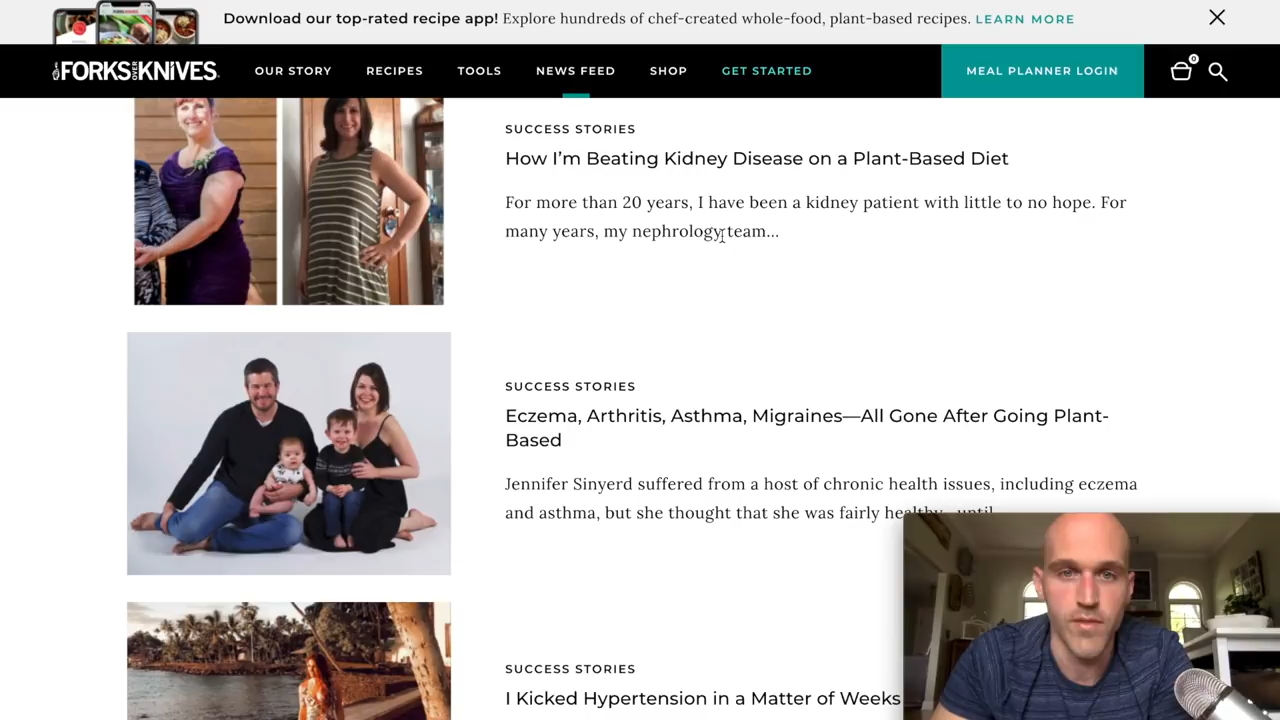 Download our top-rated recipe app! Explore hundreds of chef-created whole-food, plant-based recipes. LEARN MORE
FORKS OVER KNIVES OUR STORY RECIPES TOOLS NEWS FEED SHOP GET STARTED MEAL PLANNER LOGIN 0
SUCCESS STORIES
How I’m Beating Kidney Disease on a Plant-Based Diet
For more than 20 years, I have been a kidney patient with little to no hope. For
many years, my nephrology team...
SUCCESS STORIES
Eczema, Arthritis, Asthma, Migraines—All Gone After Going Plant-
Based
Jennifer Sinyerd suffered from a host of chronic health issues, including eczema
and asthma, but she thought that she was fairly healthy—until
SUCCESS STORIES
I Kicked Hypertension in a Matter of Weeks